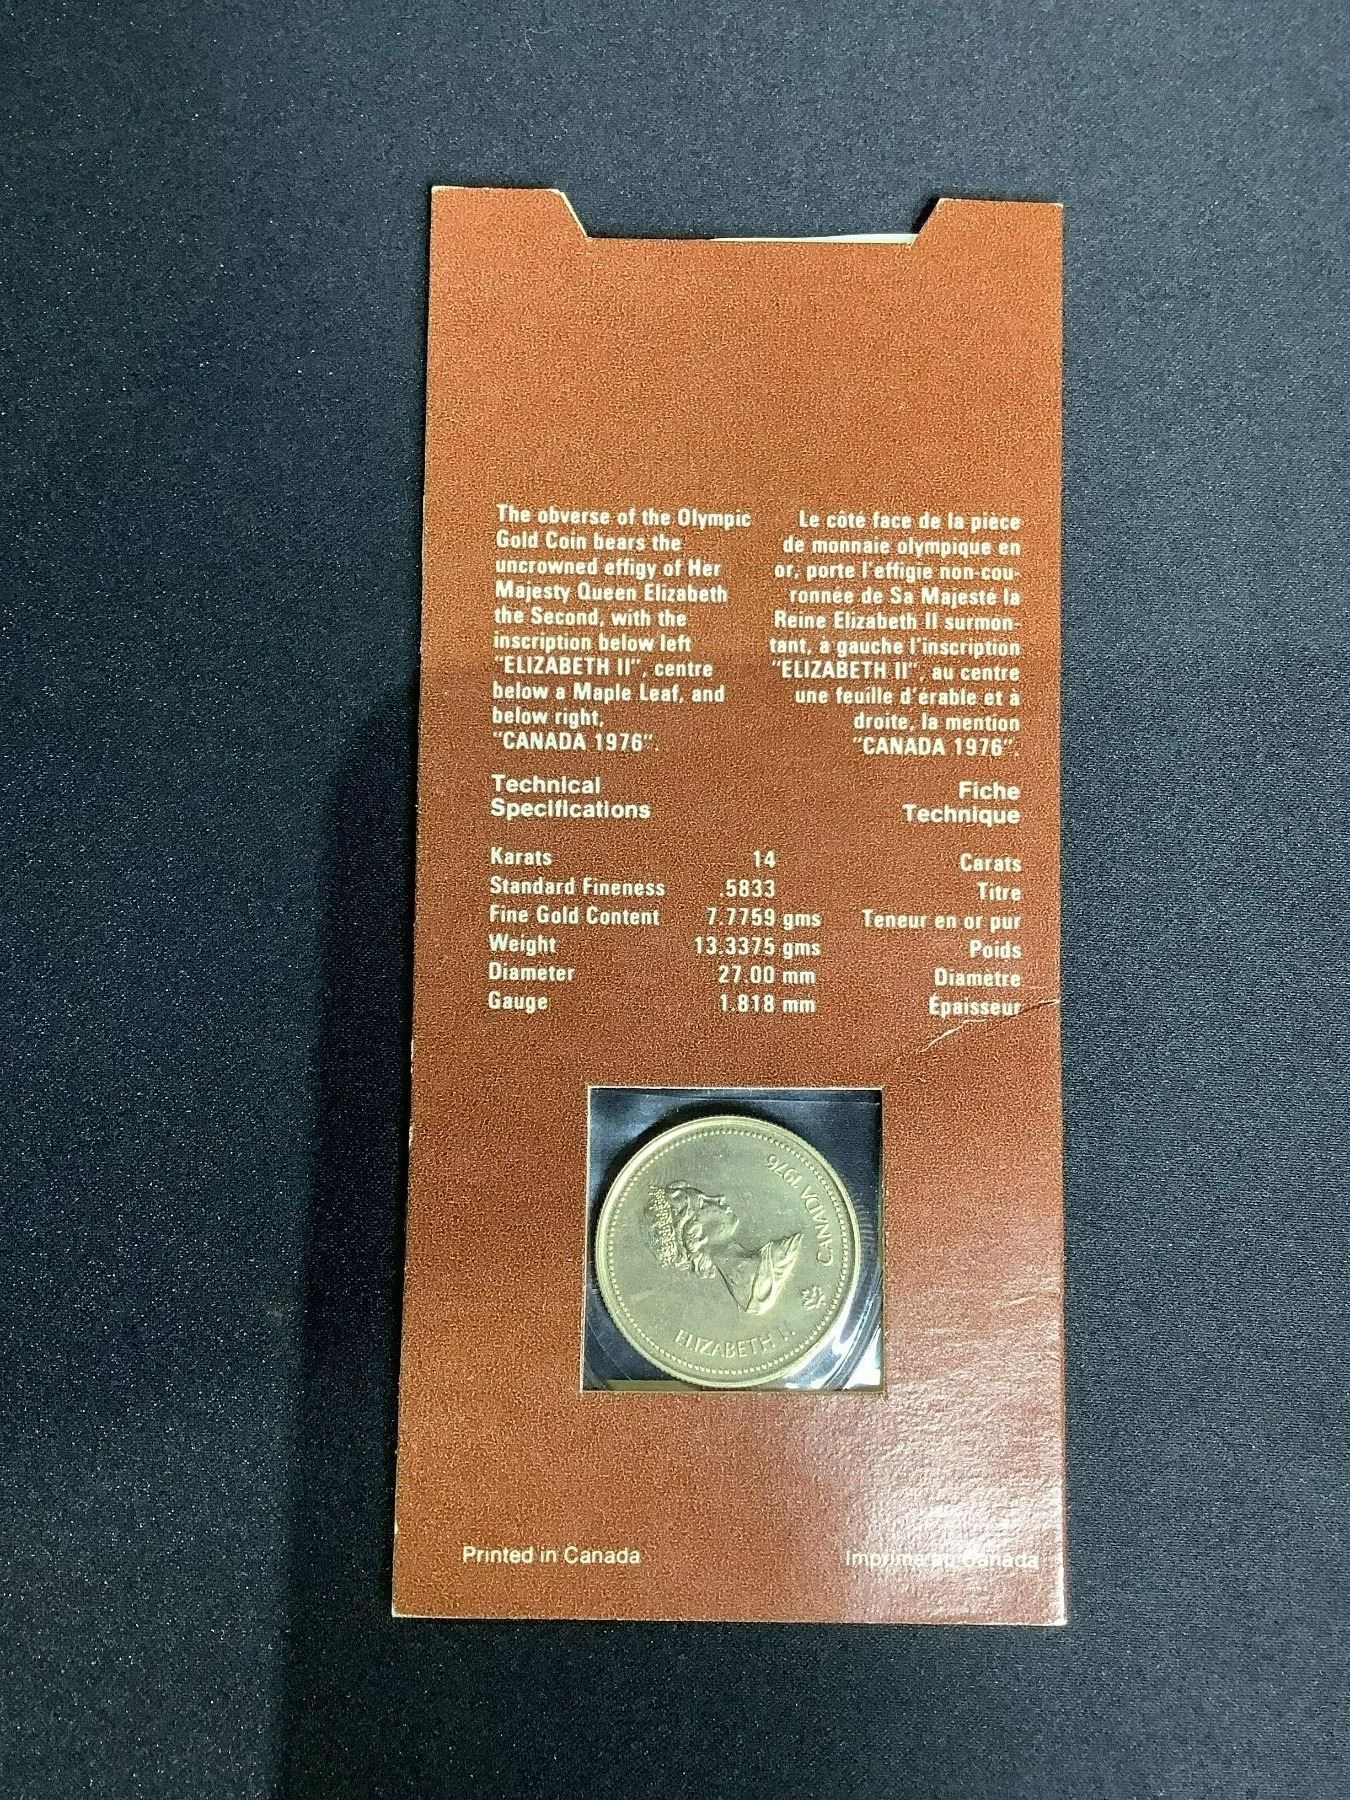 The obverse of the Olympic
Gold Coin bears the
uncrowned effigy of Her
Majesty Queen Elizabeth
the Second, with the
inscription below left
"ELIZABETH II", centre
below a Maple Leaf, and
below right,
"CANADA 1976".
Le côté face de la pièce
de monnaie olympique en
or, porte l'effigie non-cou-
ronnée de Sa Majesté la
Reine Elizabeth II surmon-
tant, à gauche l'inscription
"ELIZABETH II", au centre
une feuille d'érable et à
droite, la mention
"CANADA 1976".
Technical
Specifications
Fiche
Technique
Karats 14 Carats
Standard Fineness .5833 Titre
Fine Gold Content 7.7759 gms Teneur en or pur
Weight 13.3375 gms Poids
Diameter 27.00 mm Diametre
Gauge 1.818 mm Épaisseur
ELIZABETH II
CANADA 1976
Printed in Canada
Imprimé au Canada